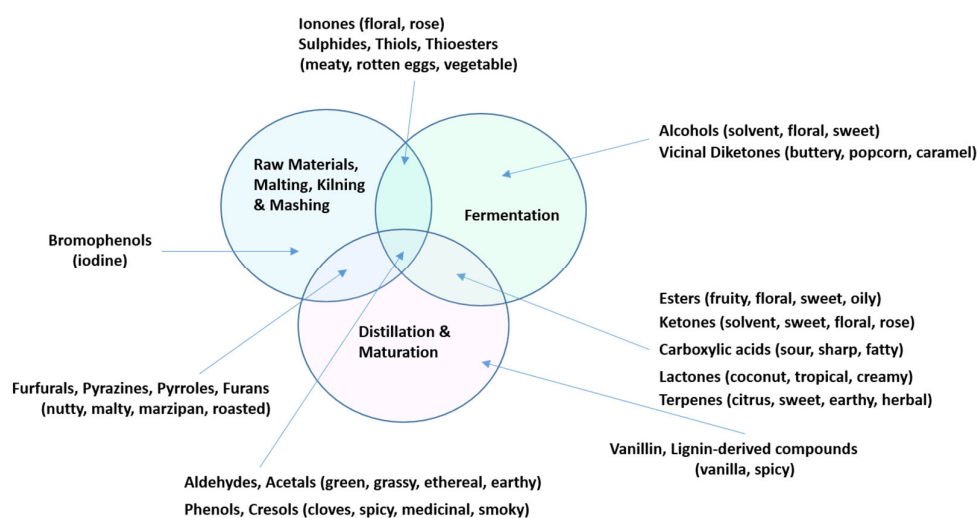 Ionones (floral, rose)
Sulphides, Thiols, Thioesters
(meaty, rotten eggs, vegetable)
Alcohols (solvent, floral, sweet)
Vicinal Diketones (buttery, popcorn, caramel)
Raw Materials,
Malting, Kilning
& Mashing
Fermentation
Bromophenols
(iodine)
Esters (fruity, floral, sweet, oily)
Ketones (solvent, sweet, floral, rose)
Carboxylic acids (sour, sharp, fatty)
Lactones (coconut, tropical, creamy)
Terpenes (citrus, sweet, earthy, herbal)
Distillation &
Maturation
Furfurals, Pyrazines, Pyrroles, Furans
(nutty, malty, marzipan, roasted)
Vanillin, Lignin-derived compounds
(vanilla, spicy)
Aldehydes, Acetals (green, grassy, ethereal, earthy)
Phenols, Cresols (cloves, spicy, medicinal, smoky)